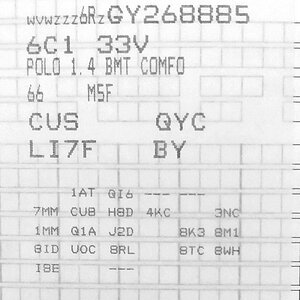 WVWZZZ6RZGY268885
6C1 33V
POLO 1.4 BMT COMFO
66 M5F
CUS QYC
LI7F BY
1AT QI6 --- ---
7MM CU8 H8D 4KC 3NC
1MM Q1A J2D 8K3 8M1
8ID UOC 8RL 8TC 8WH
I8E --- --- --- ---